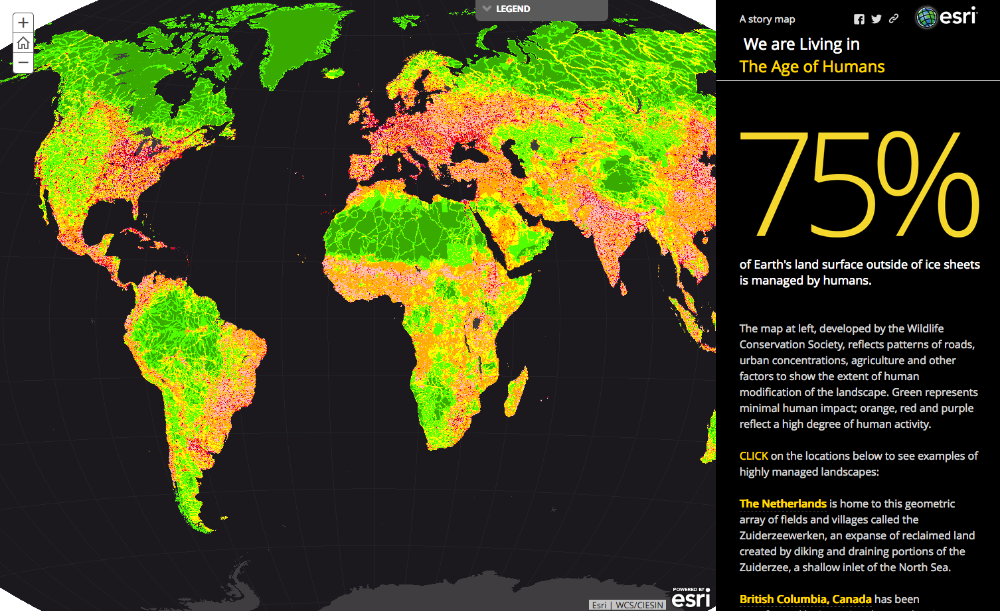 LEGEND
+
−
Esri | WCS/CIESIN
POWERED BY
esri
A story map
esri
We are Living in
The Age of Humans
75%
of Earth's land surface outside of ice sheets
is managed by humans.
The map at left, developed by the Wildlife
Conservation Society, reflects patterns of roads,
urban concentrations, agriculture and other
factors to show the extent of human
modification of the landscape. Green represents
minimal human impact; orange, red and purple
reflect a high degree of human activity.
CLICK on the locations below to see examples of
highly managed landscapes:
The Netherlands is home to this geometric
array of fields and villages called the
Zuiderzeewerken, an expanse of reclaimed land
created by diking and draining portions of the
Zuiderzee, a shallow inlet of the North Sea.
British Columbia, Canada has been